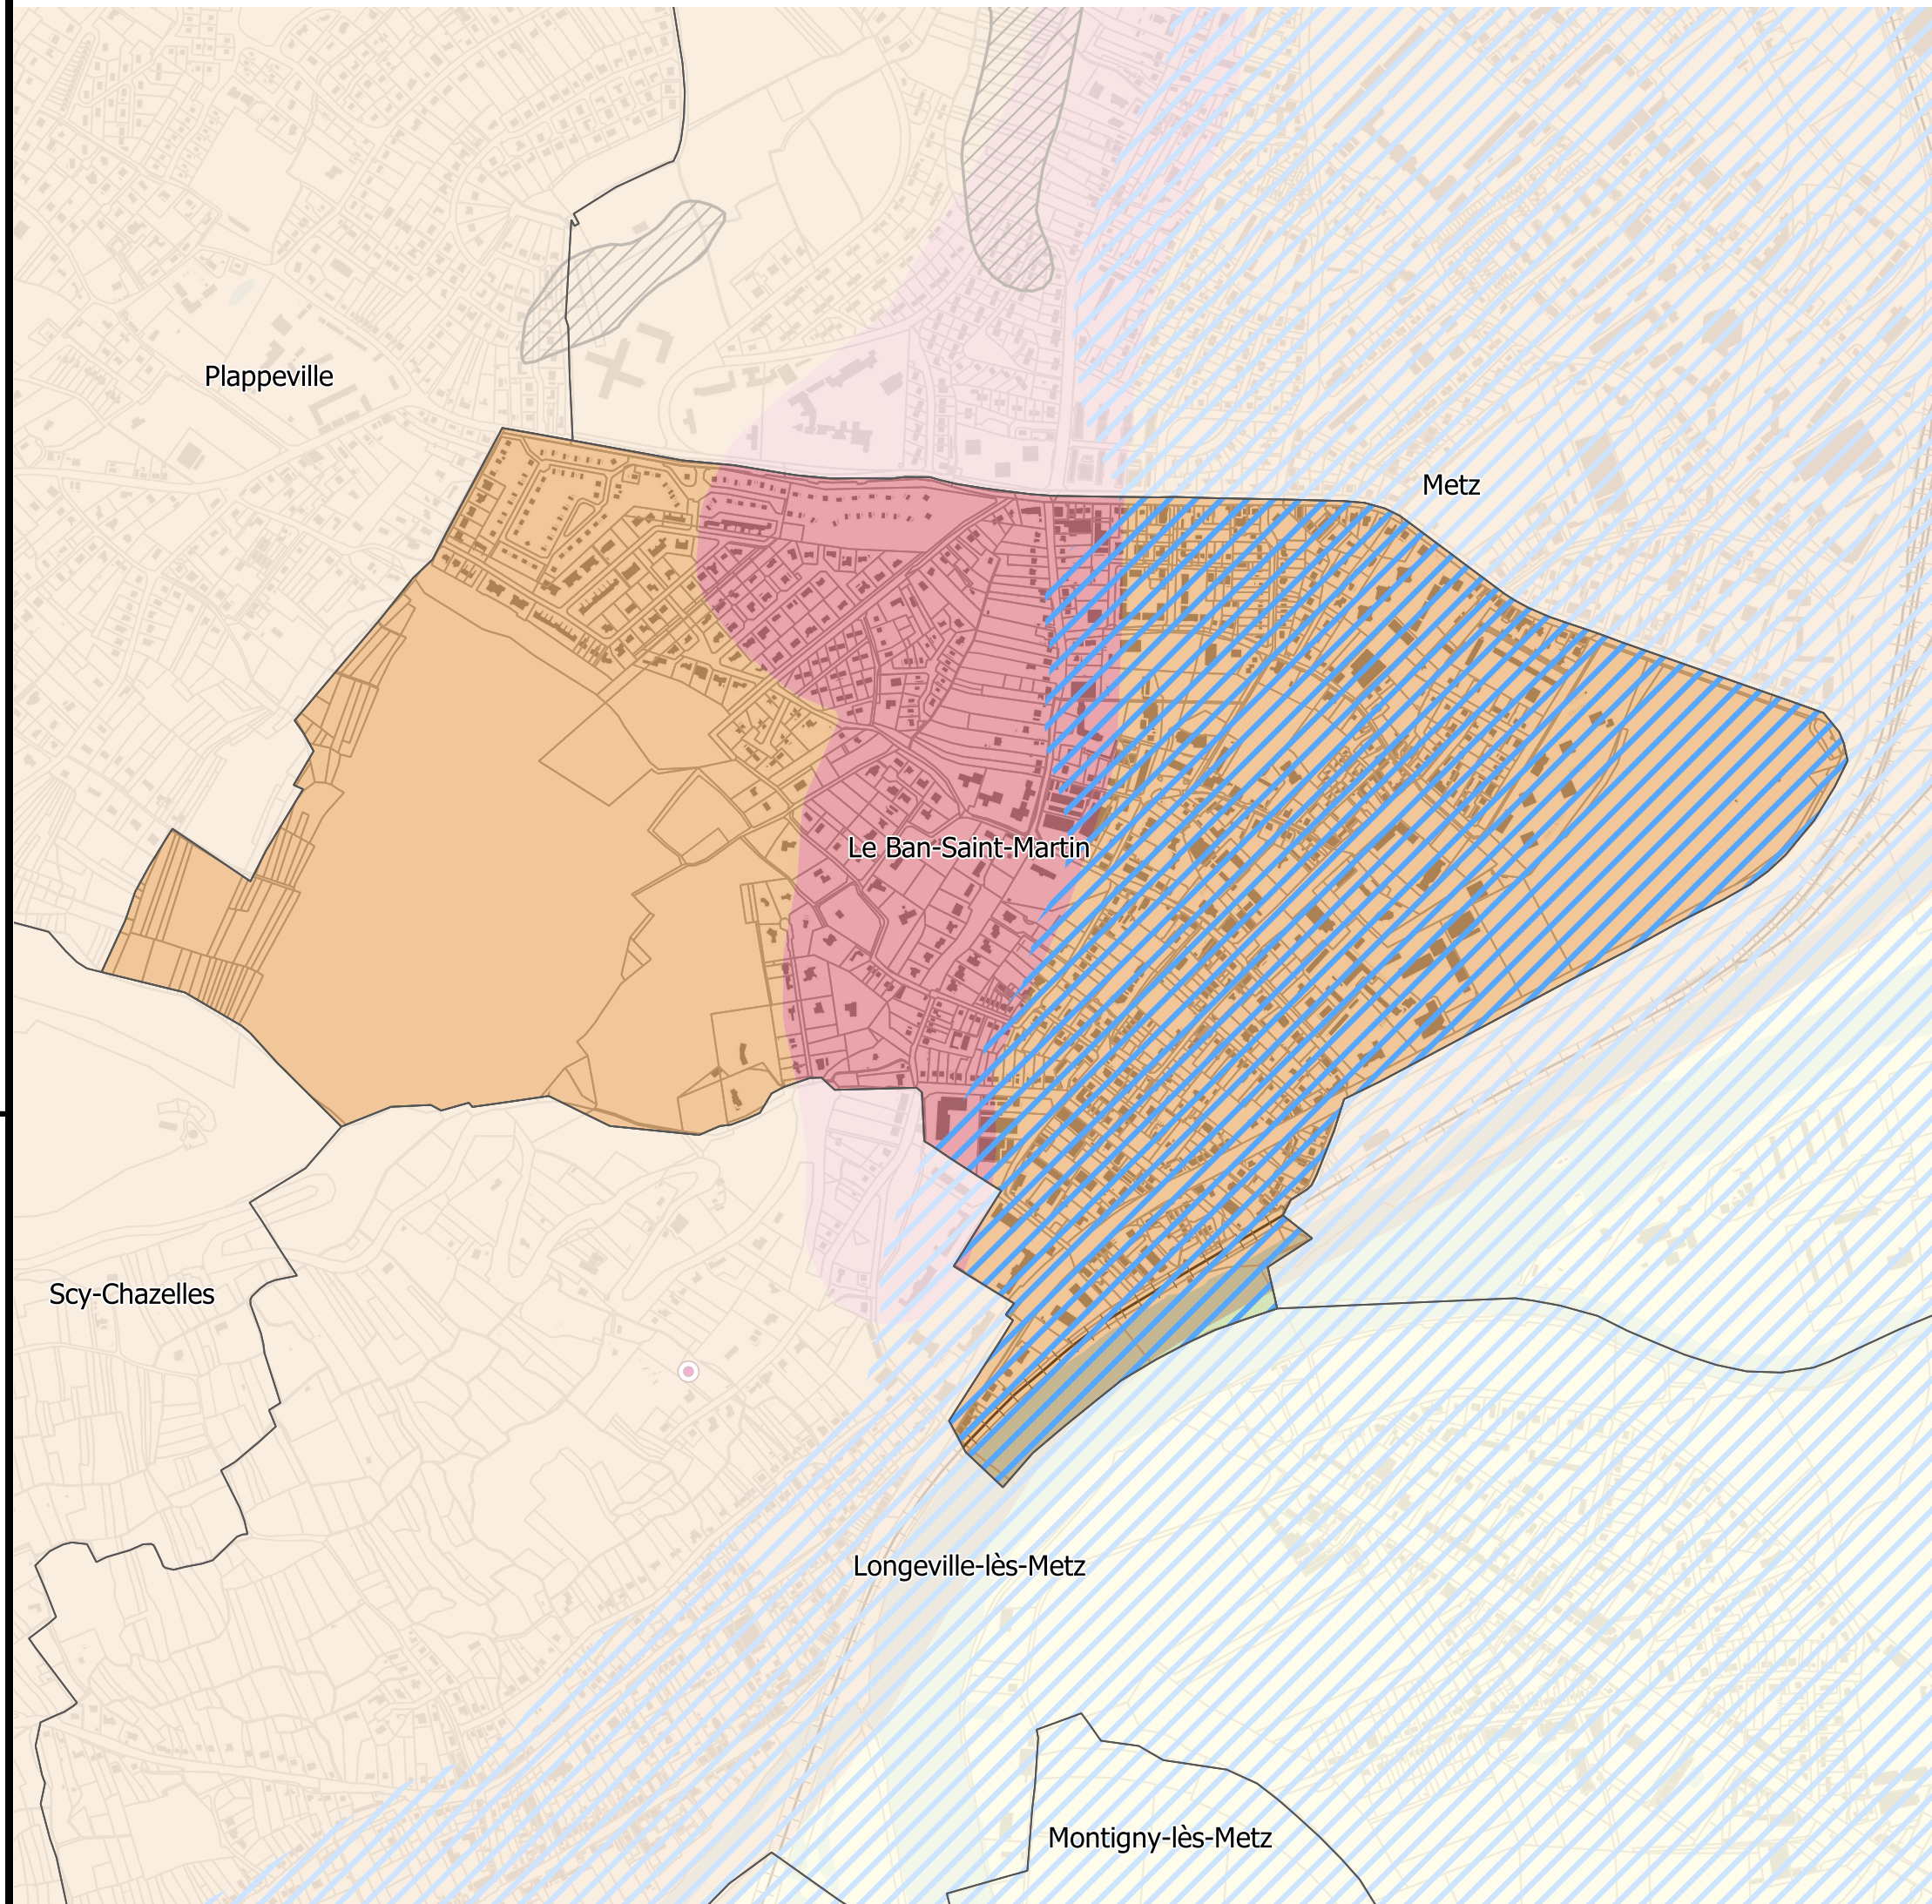 Plappeville
Metz
Le Ban-Saint-Martin
Scy-Chazelles
Longeville-lès-Metz
Montigny-lès-Metz